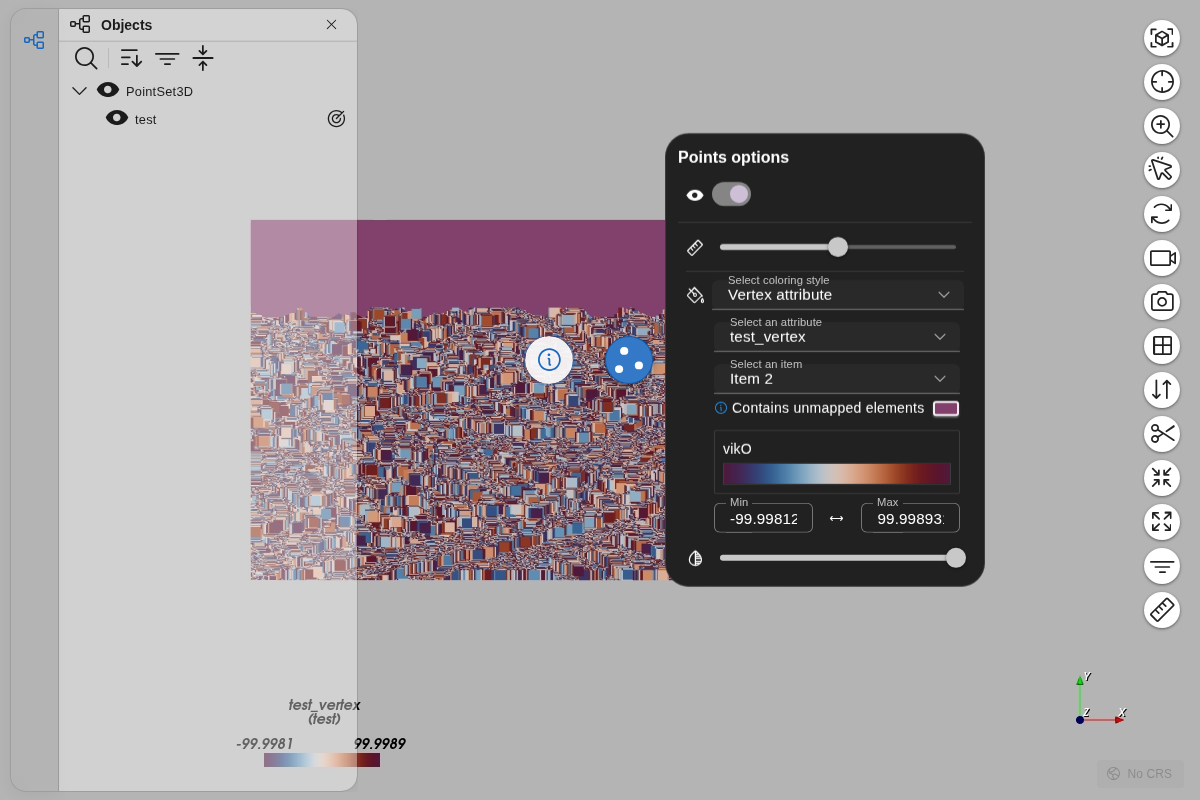 Objects
PointSet3D
test
Points options
Select coloring style
Vertex attribute
Select an attribute
test_vertex
Select an item
Item 2
Contains unmapped elements
vikO
Min
Max
-99.99812
99.99893
test_vertex
(test)
-99.9981
99.9989
Y
Z
X
No CRS